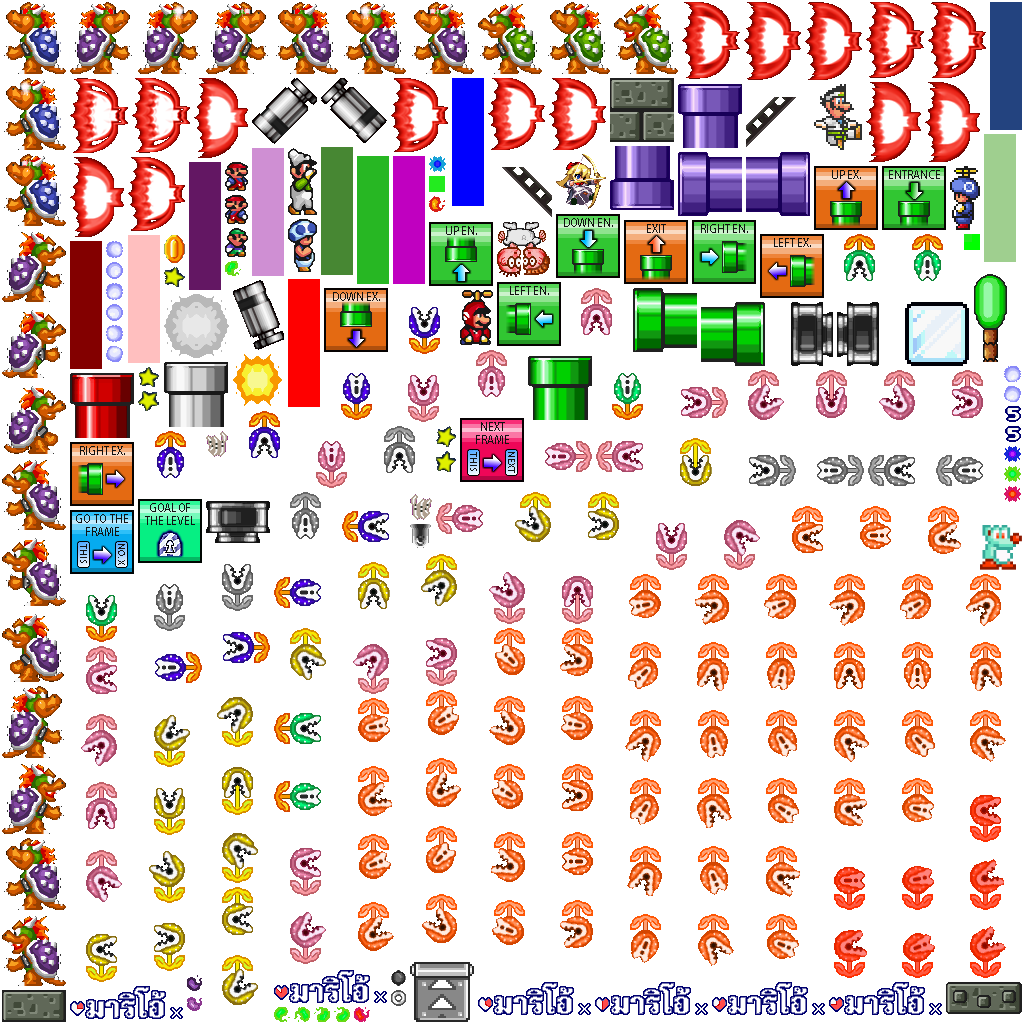 UP EX.
ENTRANCE
UP EN.
DOWN EN.
EXIT
RIGHT EN.
LEFT EX.
DOWN EX.
LEFT EN.
5
5
RIGHT EX.
NEXT
FRAME
THIS
NEXT
GO TO THE
FRAME
THIS
NO.X
GOAL OF
THE LEVEL
มาริโอ้ x
มาริโอ้ x
มาริโอ้ x
มาริโอ้ x
มาริโอ้ x
มาริโอ้ x